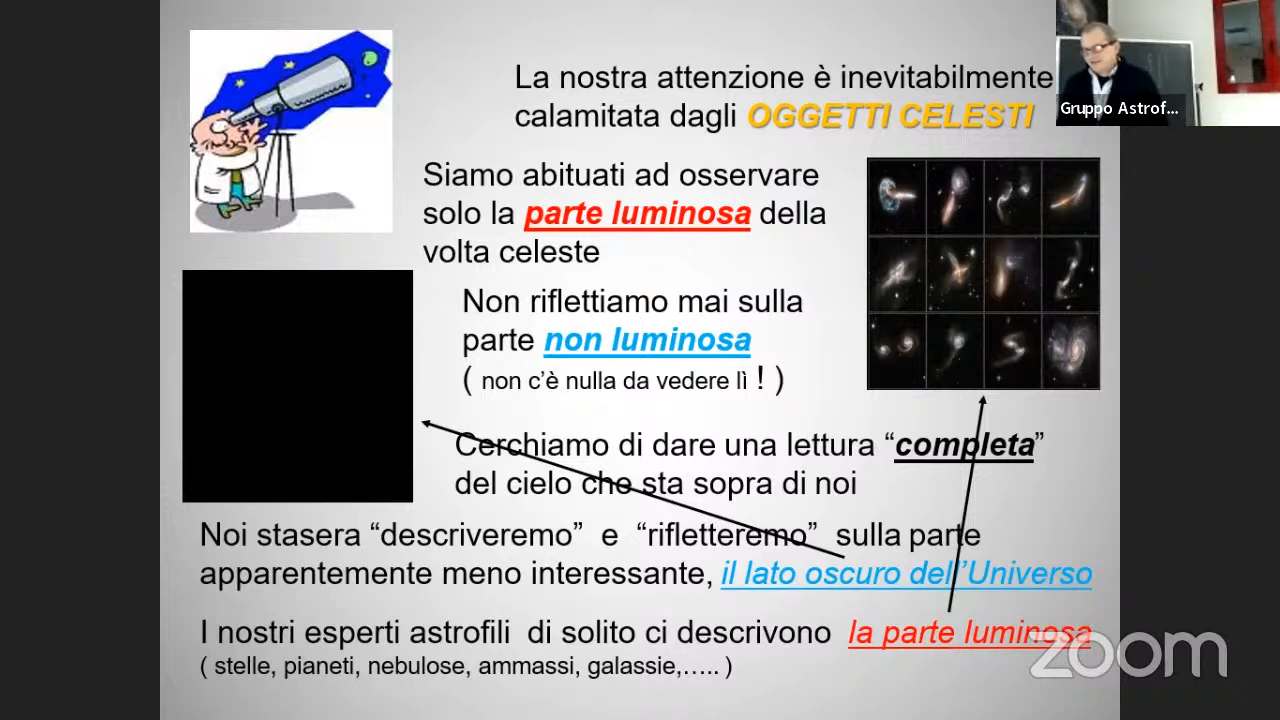 La nostra attenzione è inevitabilmente
calamitata dagli OGGETTI CELESTI
Gruppo Astrof...
Siamo abituati ad osservare
solo la parte luminosa della
volta celeste
Non riflettiamo mai sulla
parte non luminosa
( non c'è nulla da vedere lì ! )
Cerchiamo di dare una lettura “completa”
del cielo che sta sopra di noi
Noi stasera “descriveremo” e “rifletteremo” sulla parte
apparentemente meno interessante, il lato oscuro dell’Universo
I nostri esperti astrofili di solito ci descrivono la parte luminosa
( stelle, pianeti, nebulose, ammassi, galassie,….. )
zoom